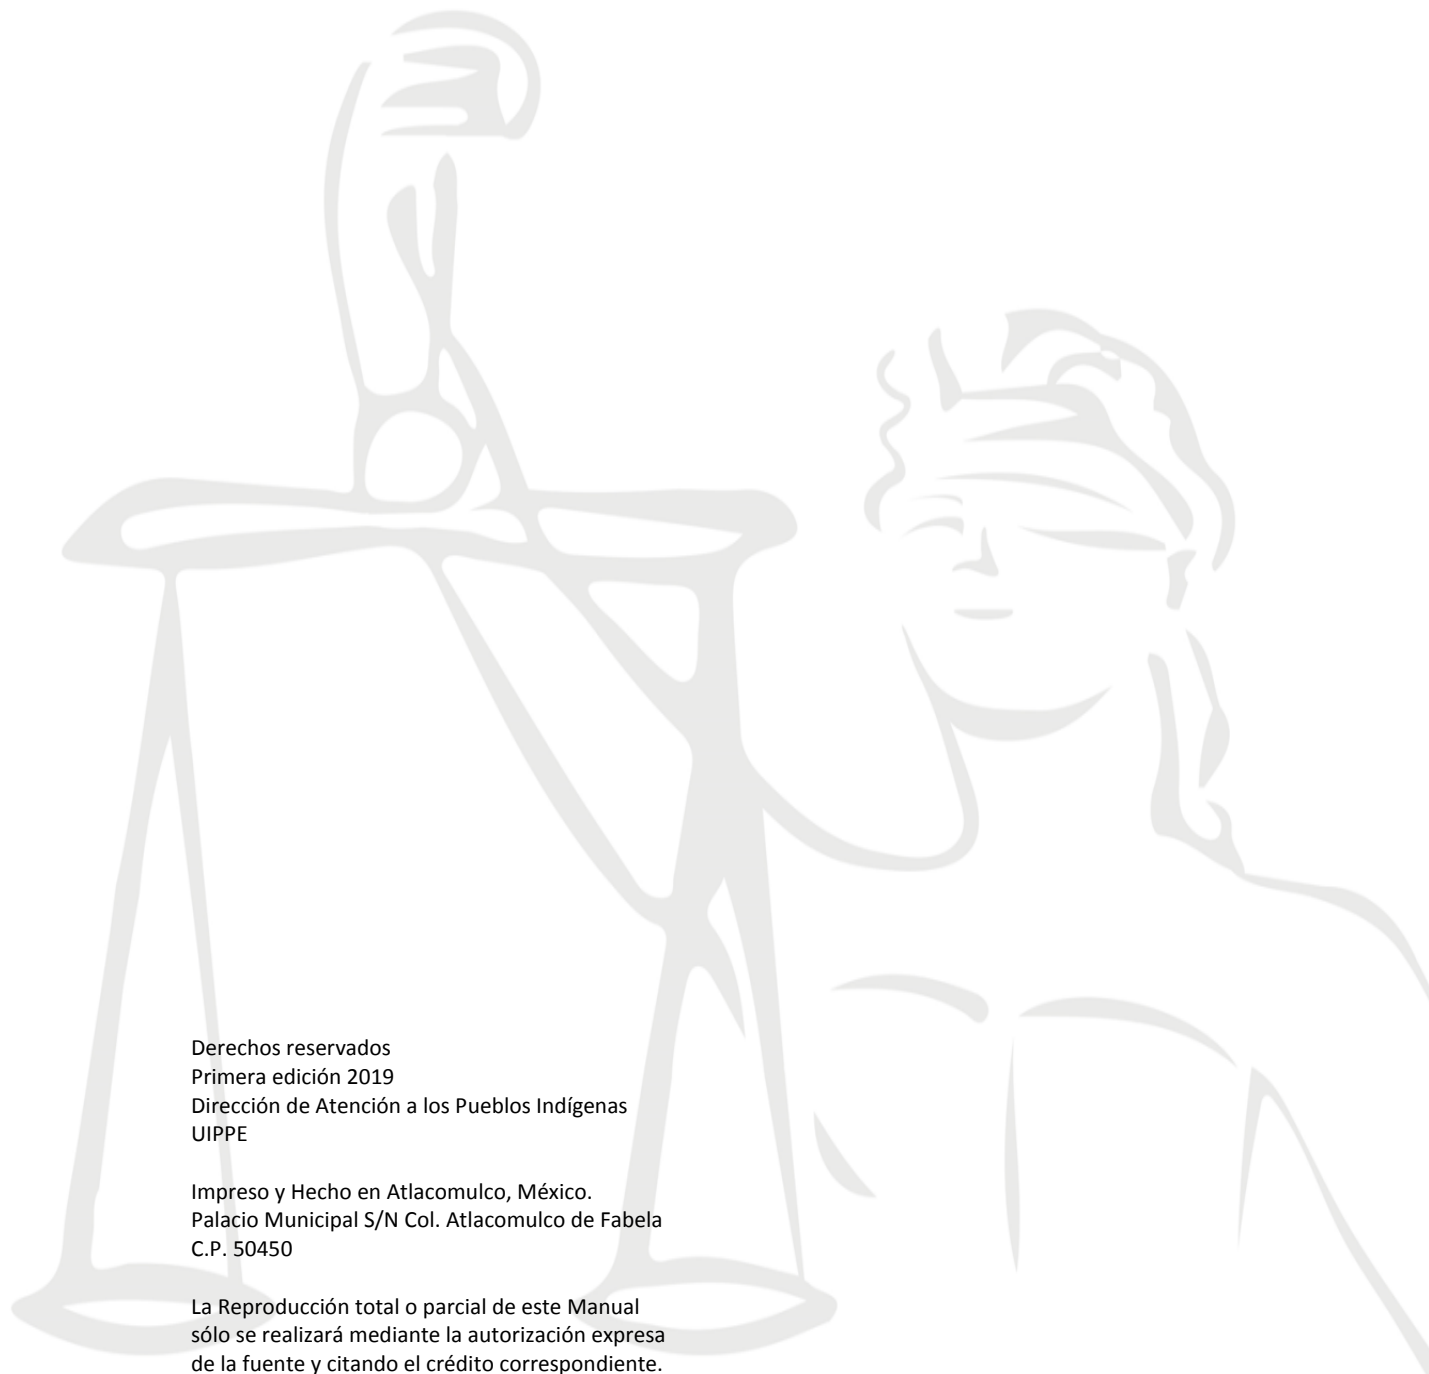 Derechos reservados
Primera edición 2019
Dirección de Atención a los Pueblos Indígenas
UIPPE
Impreso y Hecho en Atlacomulco, México.
Palacio Municipal S/N Col. Atlacomulco de Fabela
C.P. 50450
La Reproducción total o parcial de este Manual
sólo se realizará mediante la autorización expresa
de la fuente y citando el crédito correspondiente.